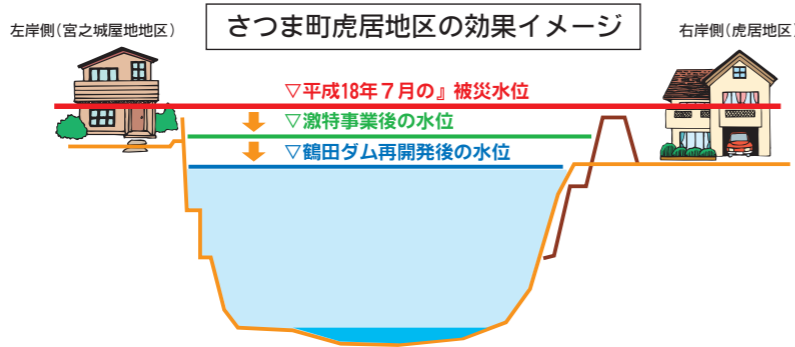 さつま町虎居地区の効果イメージ
左岸側(宮之城屋地地区)
右岸側(虎居地区)
▽平成18年７月の』被災水位
▽激特事業後の水位
▽鶴田ダム再開発後の水位